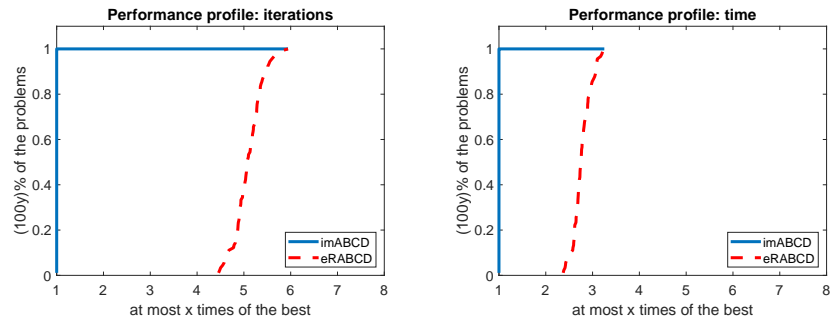 Performance profile: iterations
(100y)% of the problems
1
0.8
0.6
0.4
0.2
0
1 2 3 4 5 6 7 8
at most x times of the best
imABCD
eRABCD
Performance profile: time
(100y)% of the problems
1
0.8
0.6
0.4
0.2
0
1 2 3 4 5 6 7 8
at most x times of the best
imABCD
eRABCD